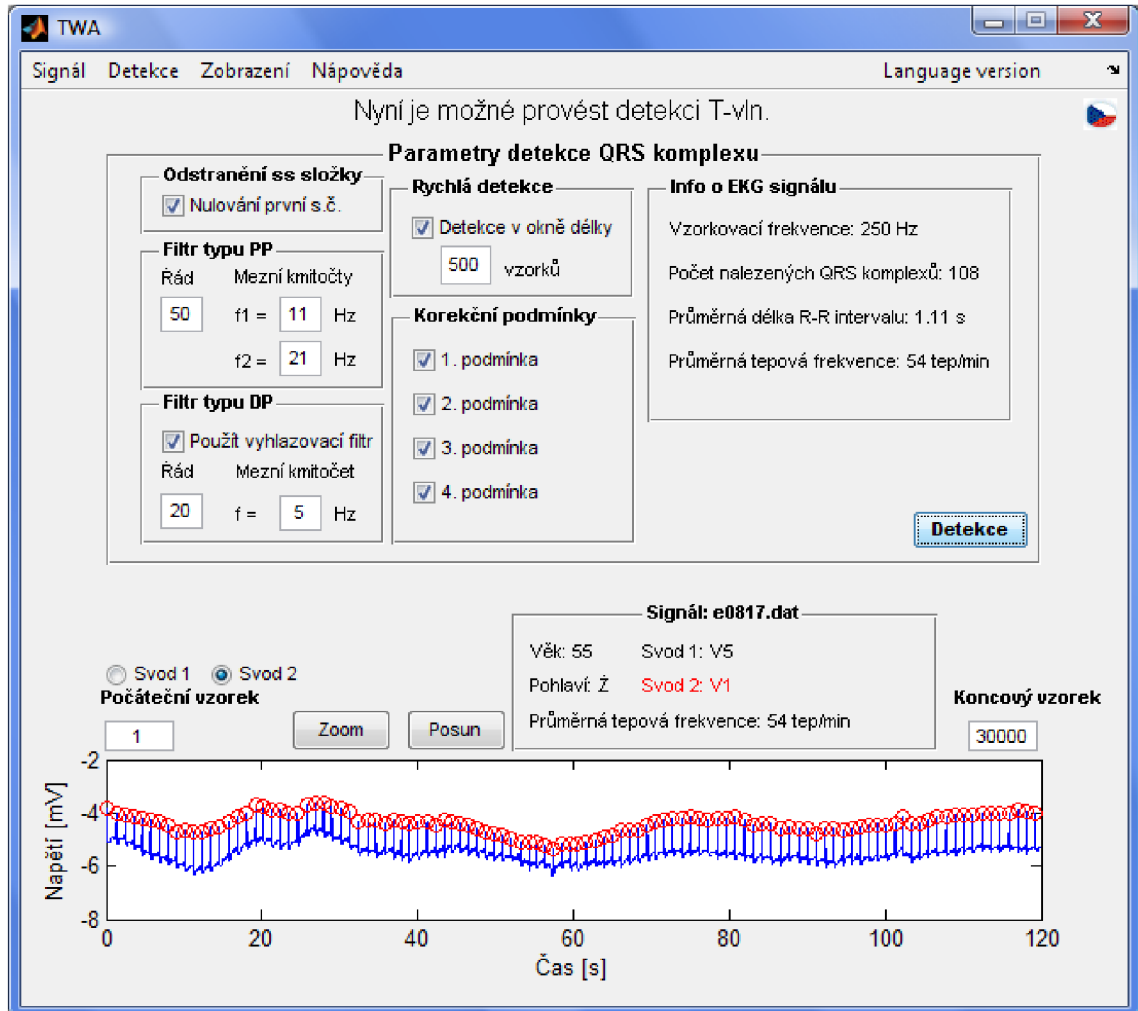 TWA
Signál Detekce Zobrazení Nápověda Language version
Nyní je možné provést detekci T-vln.
Parametry detekce QRS komplexu
Odstranění ss složky
Nulování první s.č.
Filtr typu PP
Řád Mezní kmitočty
50 f1 = 11 Hz
f2 = 21 Hz
Filtr typu DP
Použít vyhlazovací filtr
Řád Mezní kmitočet
20 f = 5 Hz
Rychlá detekce
Detekce v okně délky
500 vzorků
Korekční podmínky
1. podmínka
2. podmínka
3. podmínka
4. podmínka
Info o EKG signálu
Vzorkovací frekvence: 250 Hz
Počet nalezených QRS komplexů: 108
Průměrná délka R-R intervalu: 1.11 s
Průměrná tepová frekvence: 54 tep/min
Detekce
Signál: e0817.dat
Věk: 55 Svod 1: V5
Pohlaví: Ž Svod 2: V1
Průměrná tepová frekvence: 54 tep/min
Svod 1 Svod 2
Počáteční vzorek
1
Zoom Posun
Koncový vzorek
30000
Napětí [mV]
-2
-4
-6
-8
0 20 40 60 80 100 120
Čas [s]